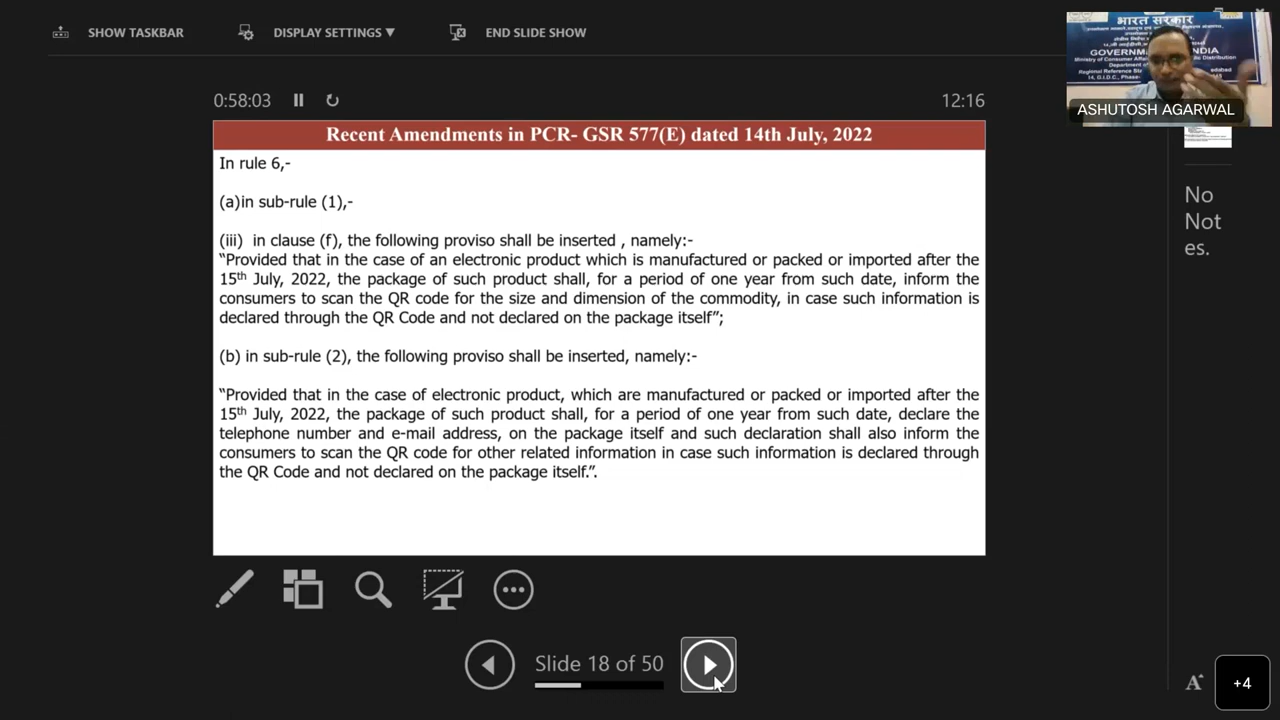 SHOW TASKBAR
DISPLAY SETTINGS ▼
END SLIDE SHOW
भारत सरकार
Ministry of Consumer
Distribution
Regional Reference
14, G.I.D.C., Phase-
ASHUTOSH AGARWAL
0:58:03
12:16
Recent Amendments in PCR- GSR 577(E) dated 14th July, 2022
In rule 6,-
(a)in sub-rule (1),-
(iii) in clause (f), the following proviso shall be inserted , namely:-
“Provided that in the case of an electronic product which is manufactured or packed or imported after the
15th July, 2022, the package of such product shall, for a period of one year from such date, inform the
consumers to scan the QR code for the size and dimension of the commodity, in case such information is
declared through the QR Code and not declared on the package itself”;
(b) in sub-rule (2), the following proviso shall be inserted, namely:-
“Provided that in the case of electronic product, which are manufactured or packed or imported after the
15th July, 2022, the package of such product shall, for a period of one year from such date, declare the
telephone number and e-mail address, on the package itself and such declaration shall also inform the
consumers to scan the QR code for other related information in case such information is declared through
the QR Code and not declared on the package itself.”.
No
Not
es.
Slide 18 of 50
A
+4